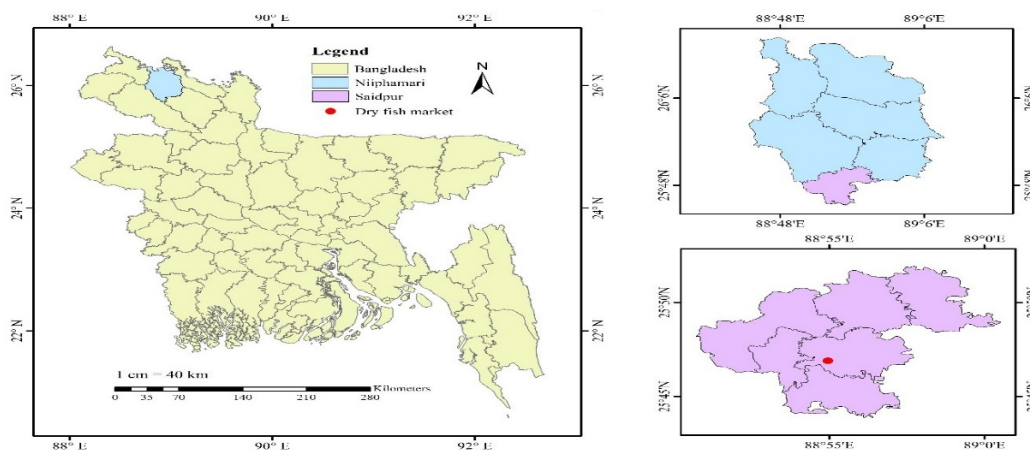 88° E 90° E 92° E
Legend
Bangladesh
Niiphamari
Saidpur
Dry fish market
N
26° N
24° N
22° N
26° N
24° N
22° N
1 cm = 40 km
Kilometers
0 35 70 140 210 280
88° E 90° E 92° E
88°48'E 89°6'E
26°6'N
25°48'N
88°48'E 89°6'E
88°55'E 89°0'E
25°50'N
25°45'N
88°55'E 89°0'E